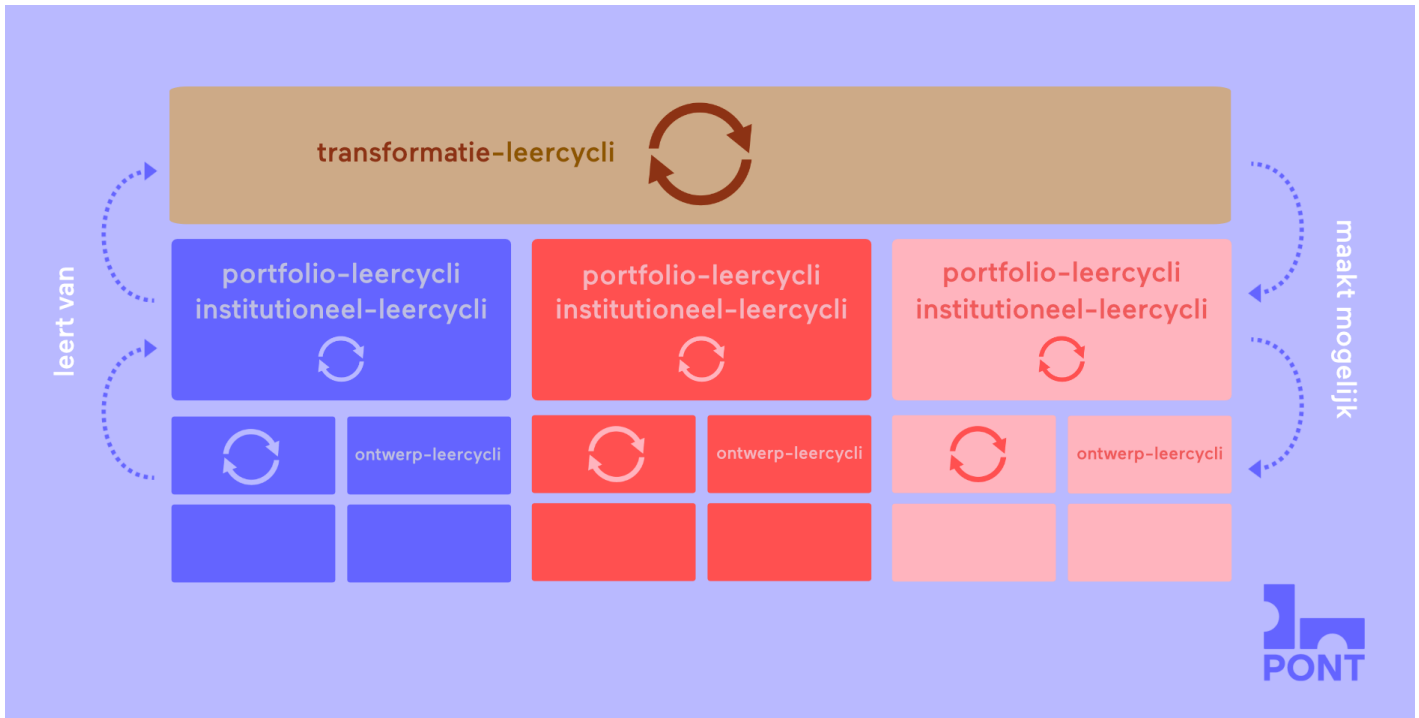 transformatie-leercycli
leert van
maakt mogelijk
portfolio-leercycli
institutioneel-leercycli
portfolio-leercycli
institutioneel-leercycli
portfolio-leercycli
institutioneel-leercycli
ontwerp-leercycli
ontwerp-leercycli
ontwerp-leercycli
PONT